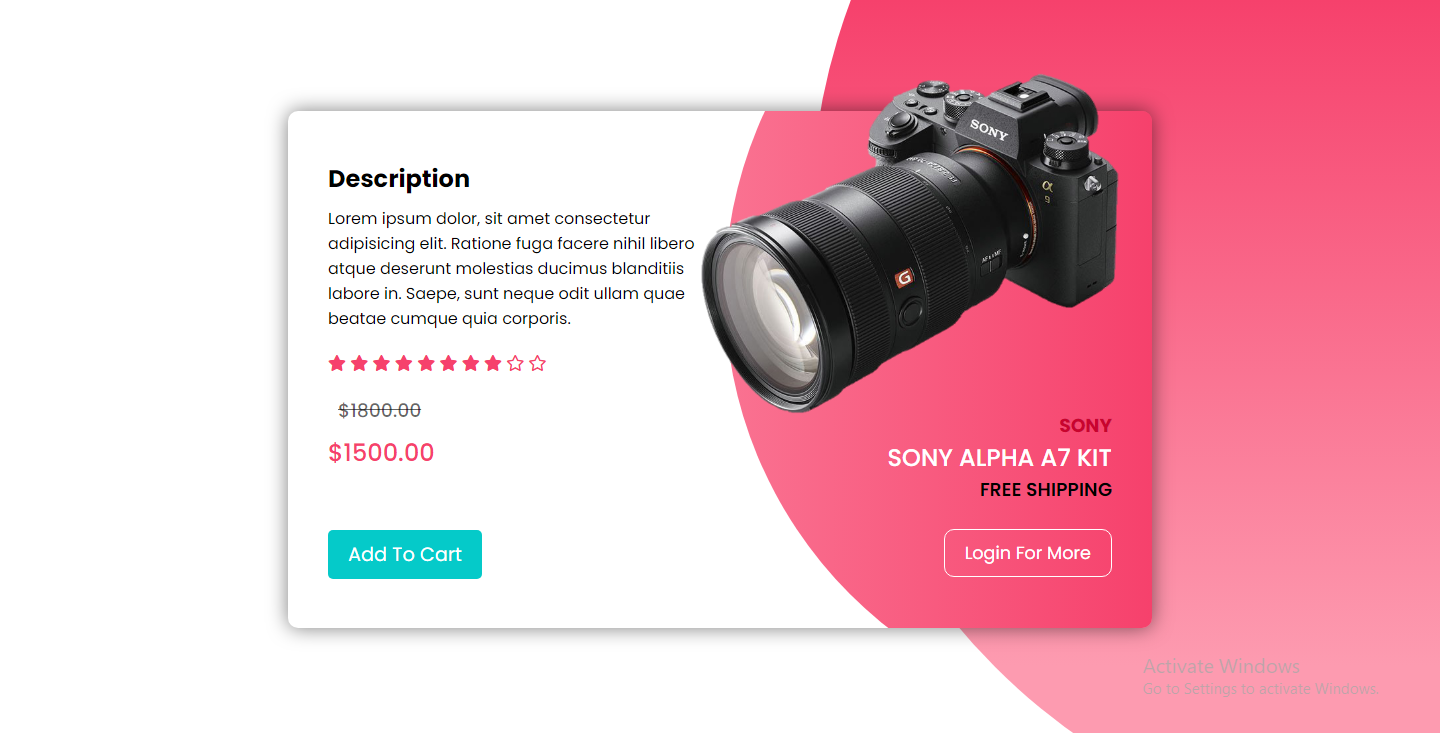 Description
Lorem ipsum dolor, sit amet consectetur
adipisicing elit. Ratione fuga facere nihil libero
atque deserunt molestias ducimus blanditiis
labore in. Saepe, sunt neque odit ullam quae
beatae cumque quia corporis.
$1800.00
$1500.00
Add To Cart
SONY
α
9
G
SONY
SONY ALPHA A7 KIT
FREE SHIPPING
Login For More
Activate Windows
Go to Settings to activate Windows.